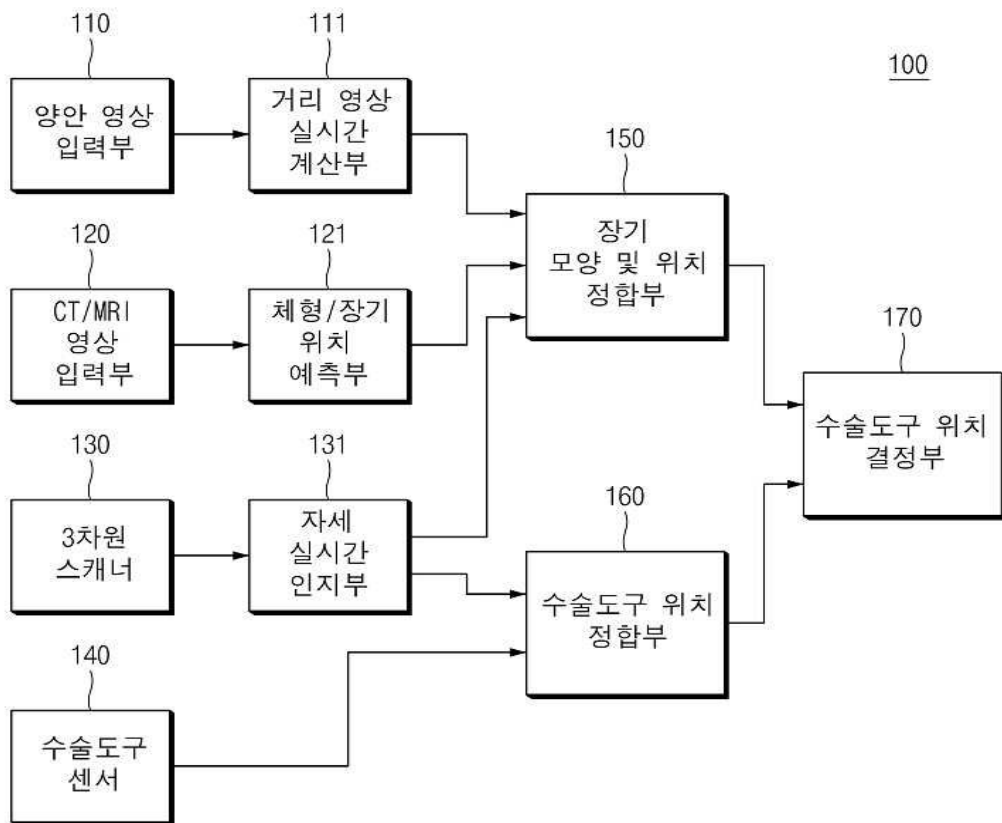 110
양안 영상
입력부
111
거리 영상
실시간
계산부
100
120
CT/MRI
영상
입력부
121
체형/장기
위치
예측부
150
장기
모양 및 위치
정합부
130
3차원
스캐너
131
자세
실시간
인지부
160
수술도구 위치
정합부
170
수술도구 위치
결정부
140
수술도구
센서